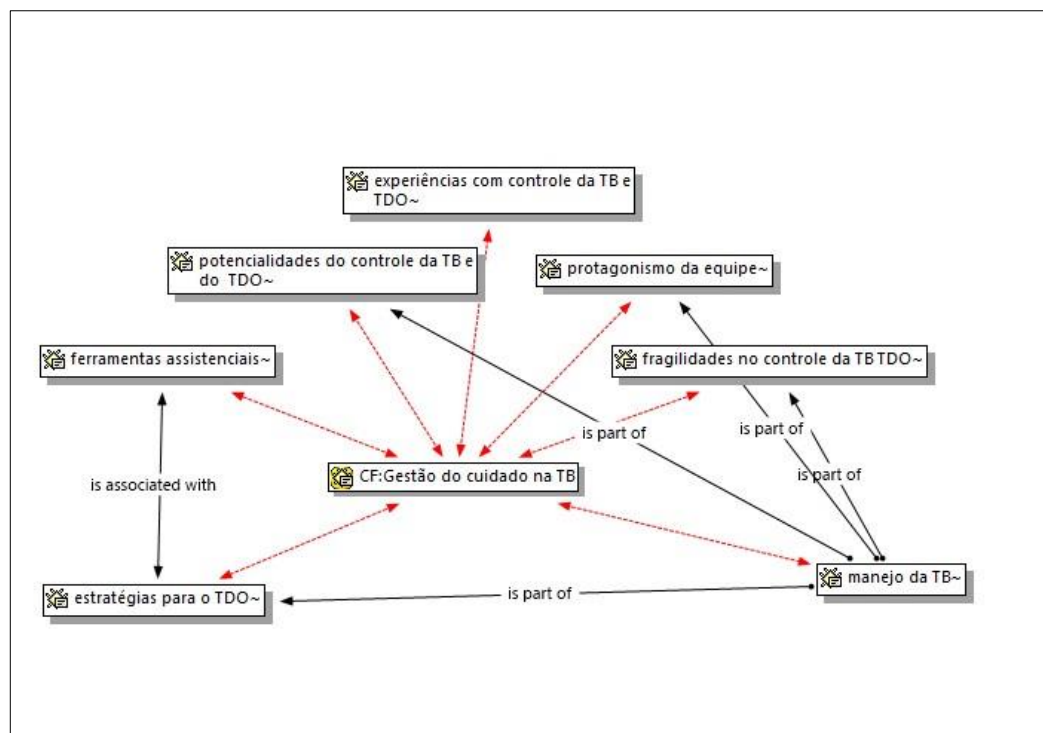 experiências com controle da TB e
TDO~
potencialidades do controle da TB e
do TDO~
protagonismo da equipe~
ferramentas assistenciais~
fragilidades no controle da TB TDO~
is part of
is part of
is part of
CF:Gestão do cuidado na TB
is associated with
manejo da TB~
estratégias para o TDO~
is part of